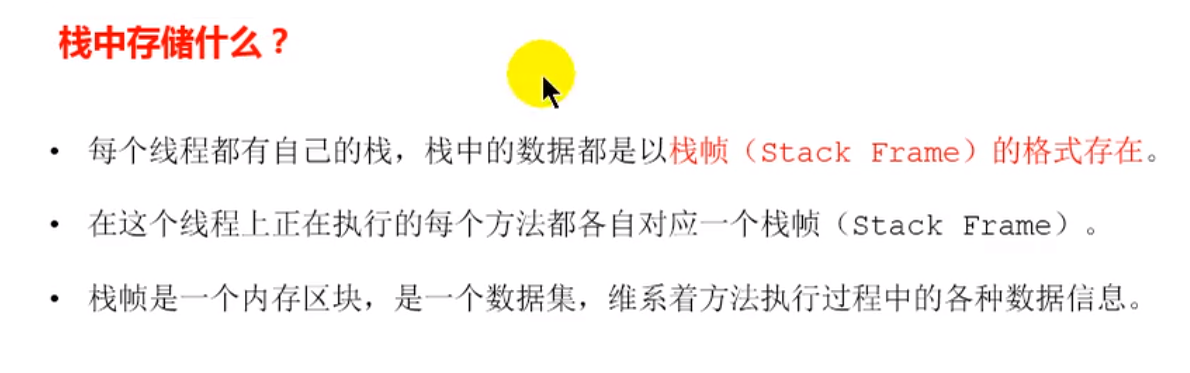 栈中存储什么？
• 每个线程都有自己的栈，栈中的数据都是以栈帧（Stack Frame）的格式存在。
• 在这个线程上正在执行的每个方法都各自对应一个栈帧（Stack Frame）。
• 栈帧是一个内存区块，是一个数据集，维系着方法执行过程中的各种数据信息。